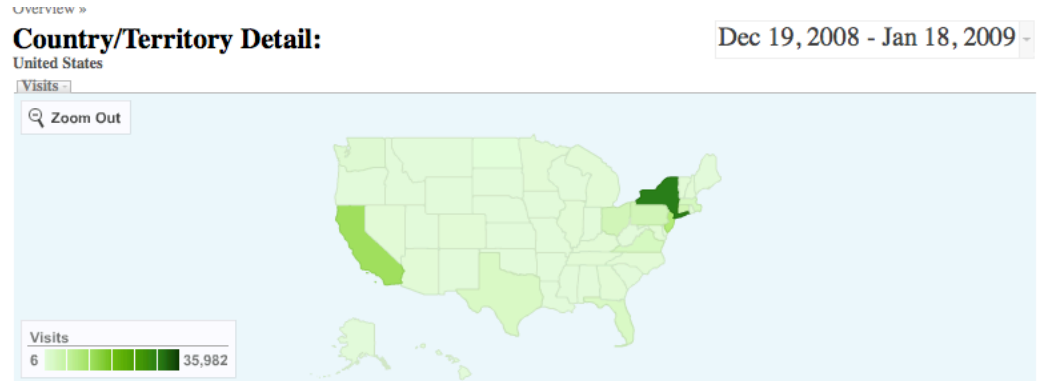 Overview »
Country/Territory Detail:
Dec 19, 2008 - Jan 18, 2009
United States
Visits
Zoom Out
Visits
6 35,982